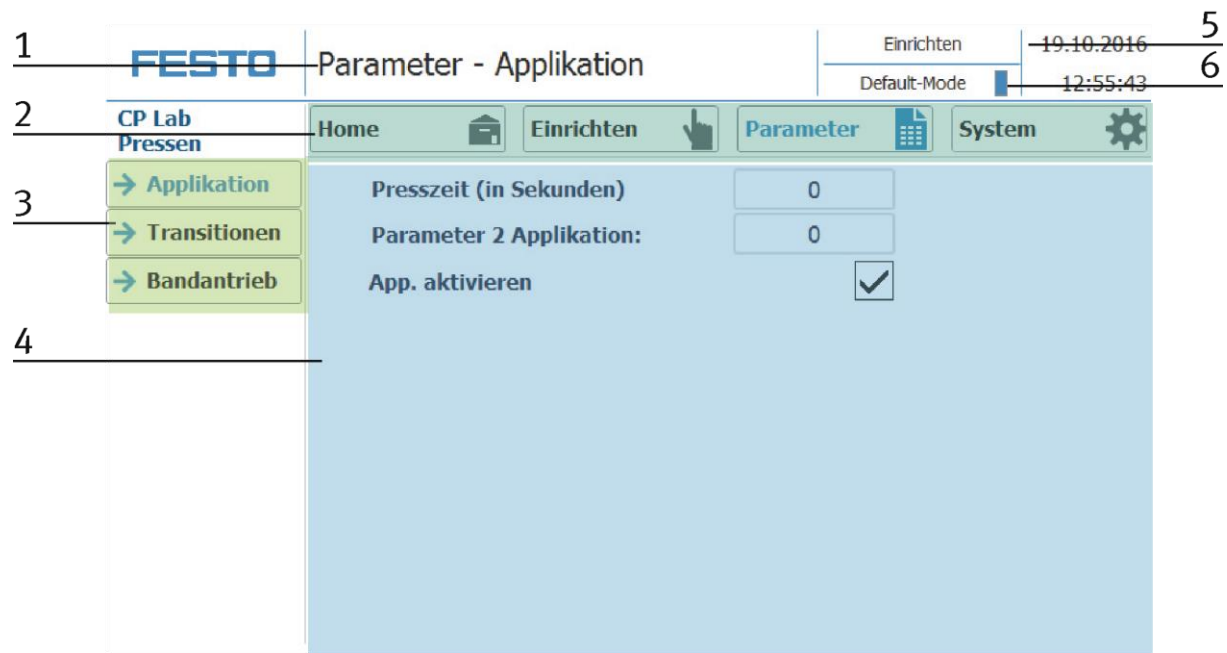 1
FESTO
Parameter - Applikation
Einrichten
19.10.2016
5
Default-Mode
12:55:43
6
2
CP Lab
Pressen
Home
Einrichten
Parameter
System
3
Applikation
Transitionen
Bandantrieb
Presszeit (in Sekunden)
0
Parameter 2 Applikation:
0
App. aktivieren
4